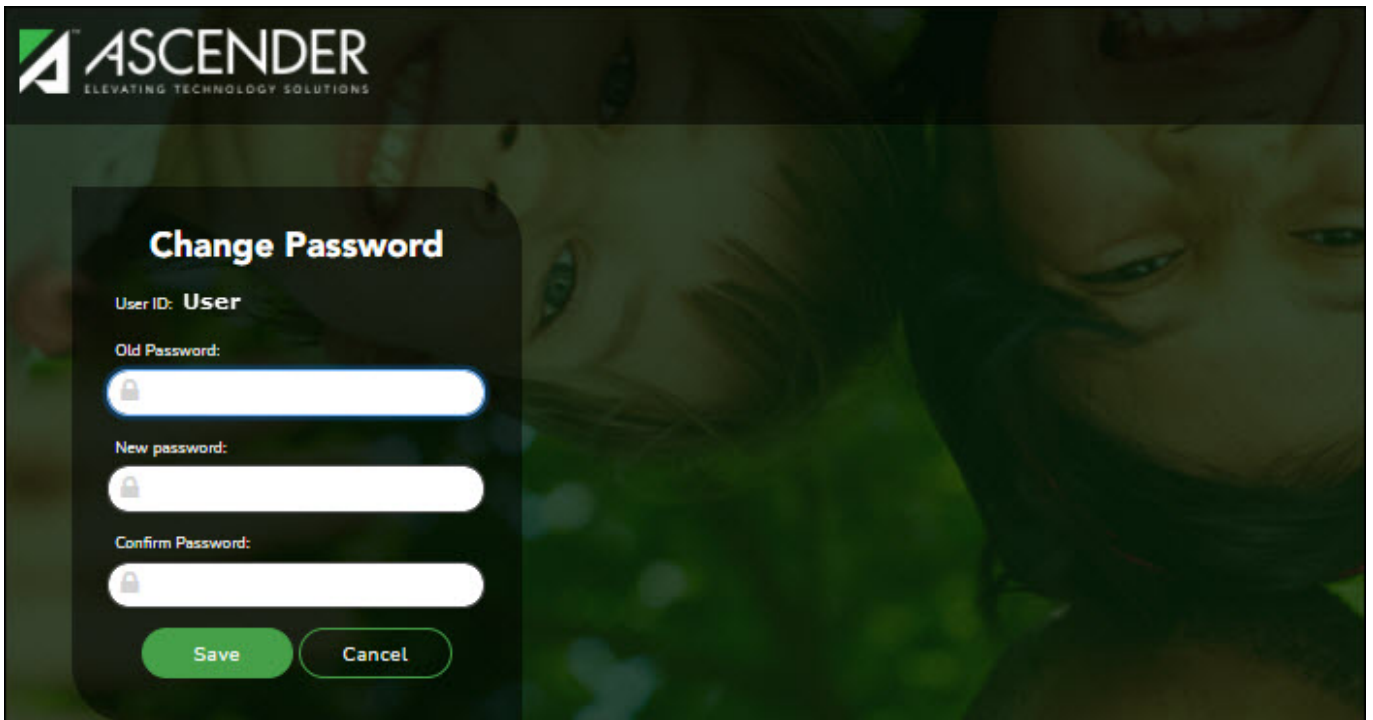 ASCENDER
ELEVATING TECHNOLOGY SOLUTIONS
Change Password
User ID: User
Old Password:
New password:
Confirm Password:
Save Cancel